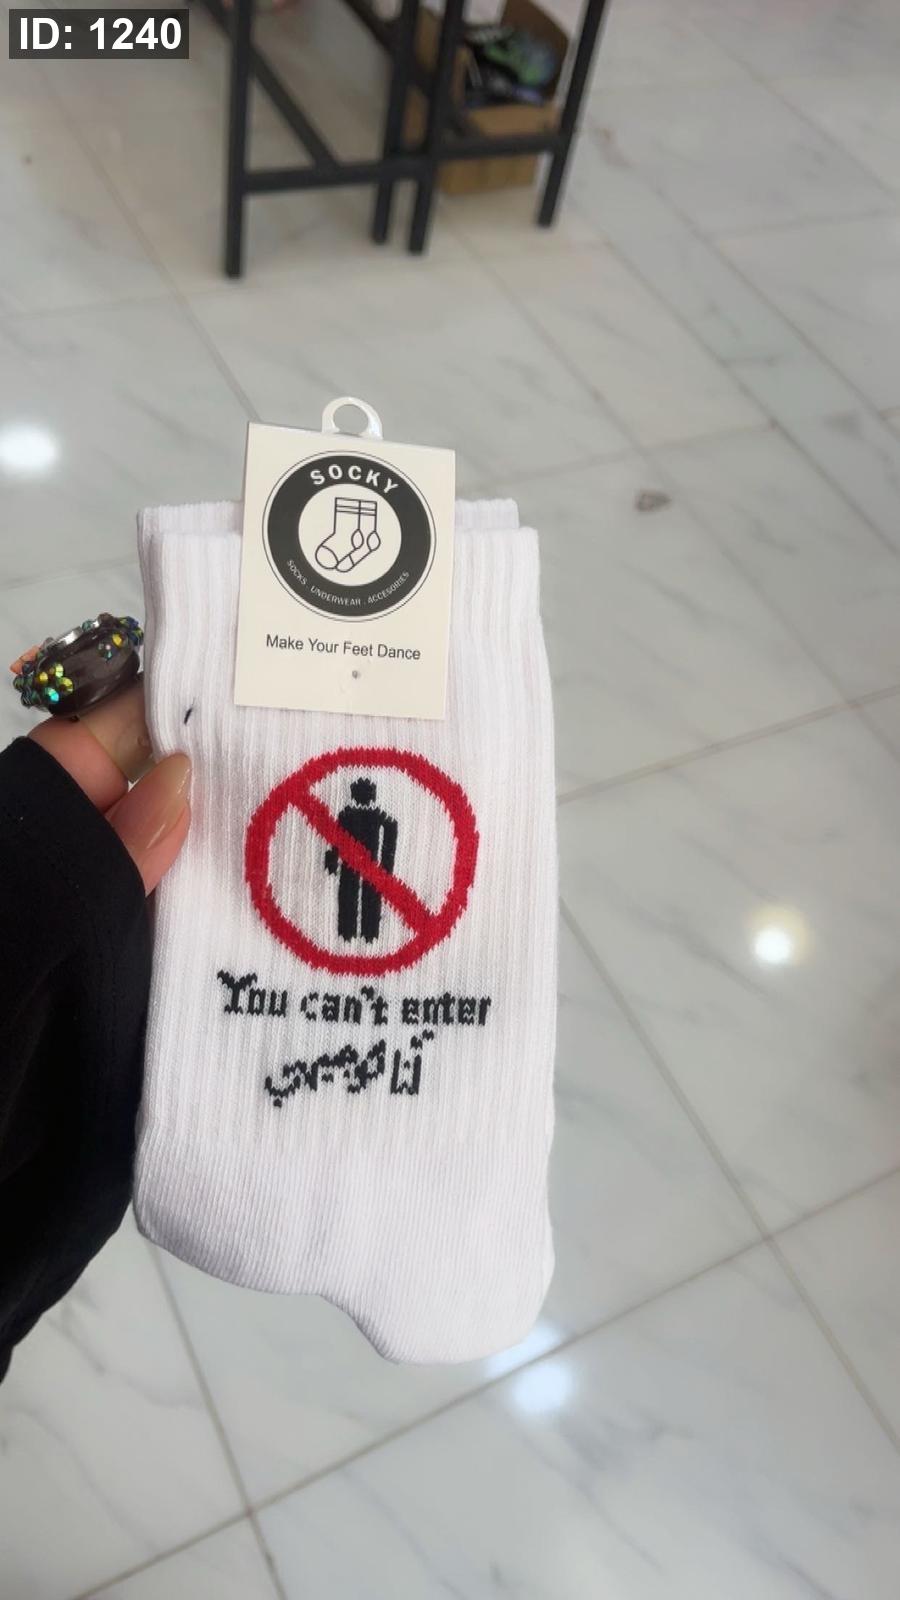 ID: 1240
SOCKY
SOCKS . UNDERWEAR . ACCESORIES
Make Your Feet Dance
You can't enter